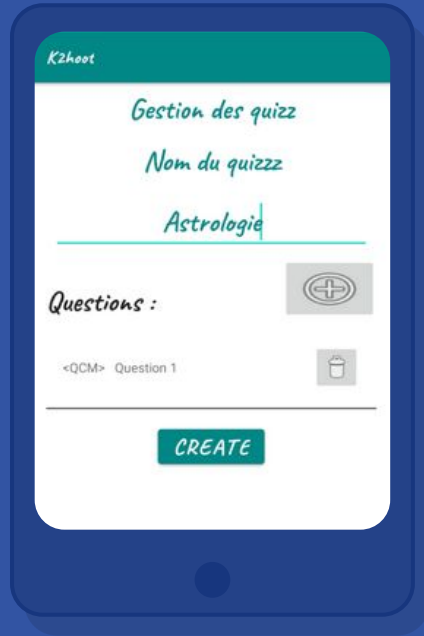 K2hoot
Gestion des quizz
Nom du quizzz
Astrologie
Questions :
<QCM> Question 1
CREATE